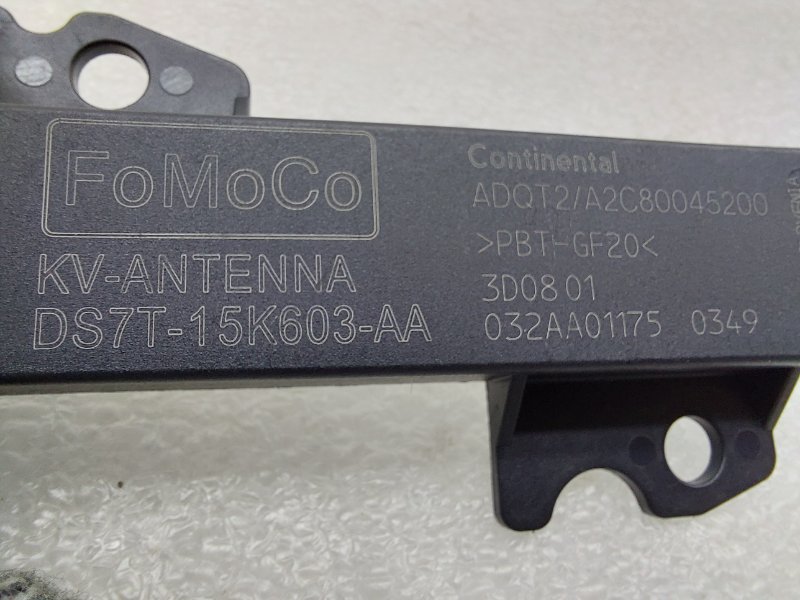 FoMoCo
KV-ANTENNA
DS7T-15K603-AA
Continental
ADQT2/A2C80045200
>PBT-GF20<
3D08 01
032AA01175 0349